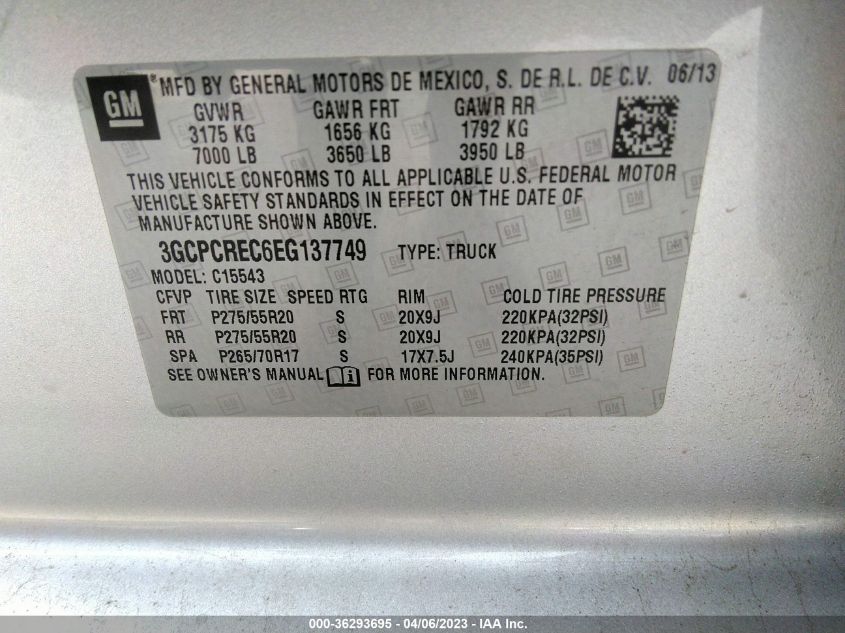 GM ® MFD BY GENERAL MOTORS DE MEXICO, S. DE R.L. DE C.V. 06/13
GVWR GAWR FRT GAWR RR
3175 KG 1656 KG 1792 KG
7000 LB 3650 LB 3950 LB
THIS VEHICLE CONFORMS TO ALL APPLICABLE U.S. FEDERAL MOTOR
VEHICLE SAFETY STANDARDS IN EFFECT ON THE DATE OF
MANUFACTURE SHOWN ABOVE.
3GCPCREC6EG137749 TYPE: TRUCK
MODEL: C15543
CFVP TIRE SIZE SPEED RTG RIM COLD TIRE PRESSURE
FRT P275/55R20 S 20X9J 220KPA(32PSI)
RR P275/55R20 S 20X9J 220KPA(32PSI)
SPA P265/70R17 S 17X7.5J 240KPA(35PSI)
SEE OWNER'S MANUAL FOR MORE INFORMATION.
000-36293695 - 04/06/2023 - IAA Inc.